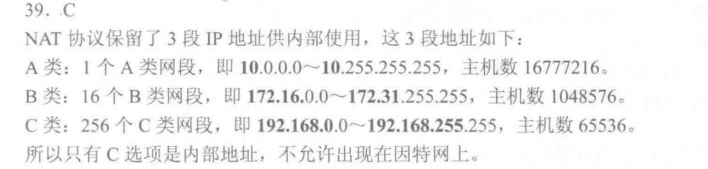 39. C
NAT 协议保留了 3 段 IP 地址供内部使用，这 3 段地址如下：
A 类：1 个 A 类网段，即 10.0.0.0～10.255.255.255，主机数 16777216。
B 类：16 个 B 类网段，即 172.16.0.0～172.31.255.255，主机数 1048576。
C 类：256 个 C 类网段，即 192.168.0.0～192.168.255.255，主机数 65536。
所以只有 C 选项是内部地址，不允许出现在因特网上。